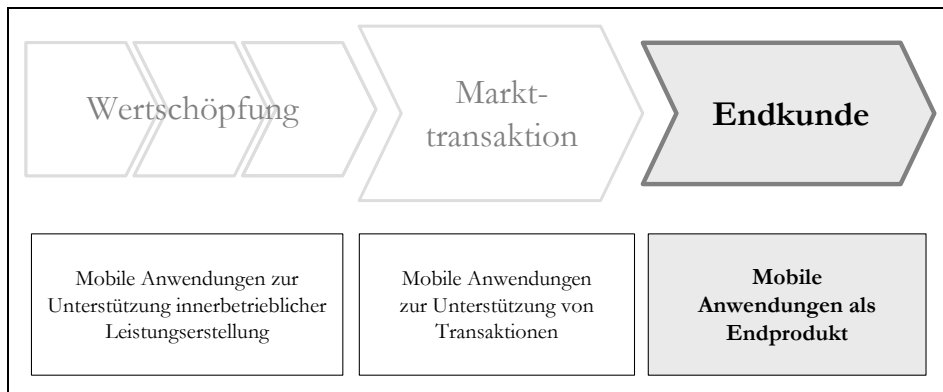 Wertschöpfung
Markt-
transaktion
Endkunde
Mobile Anwendungen zur
Unterstützung innerbetrieblicher
Leistungserstellung
Mobile Anwendungen
zur Unterstützung von
Transaktionen
Mobile
Anwendungen als
Endprodukt